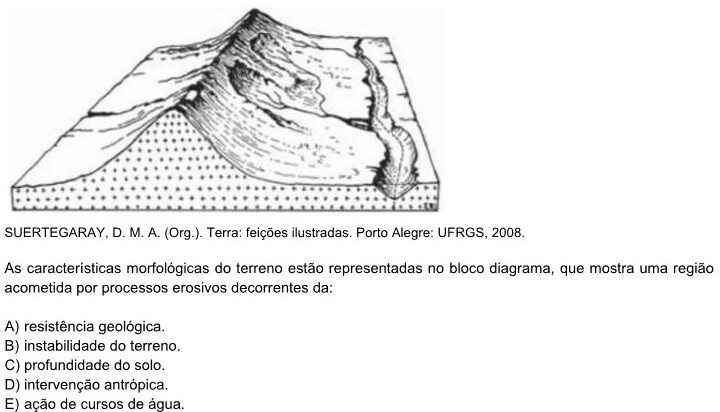 SUERTEGARAY, D. M. A. (Org.). Terra: feições ilustradas. Porto Alegre: UFRGS, 2008.
As características morfológicas do terreno estão representadas no bloco diagrama, que mostra uma região
acometida por processos erosivos decorrentes da:
A) resistência geológica.
B) instabilidade do terreno.
C) profundidade do solo.
D) intervenção antrópica.
E) ação de cursos de água.